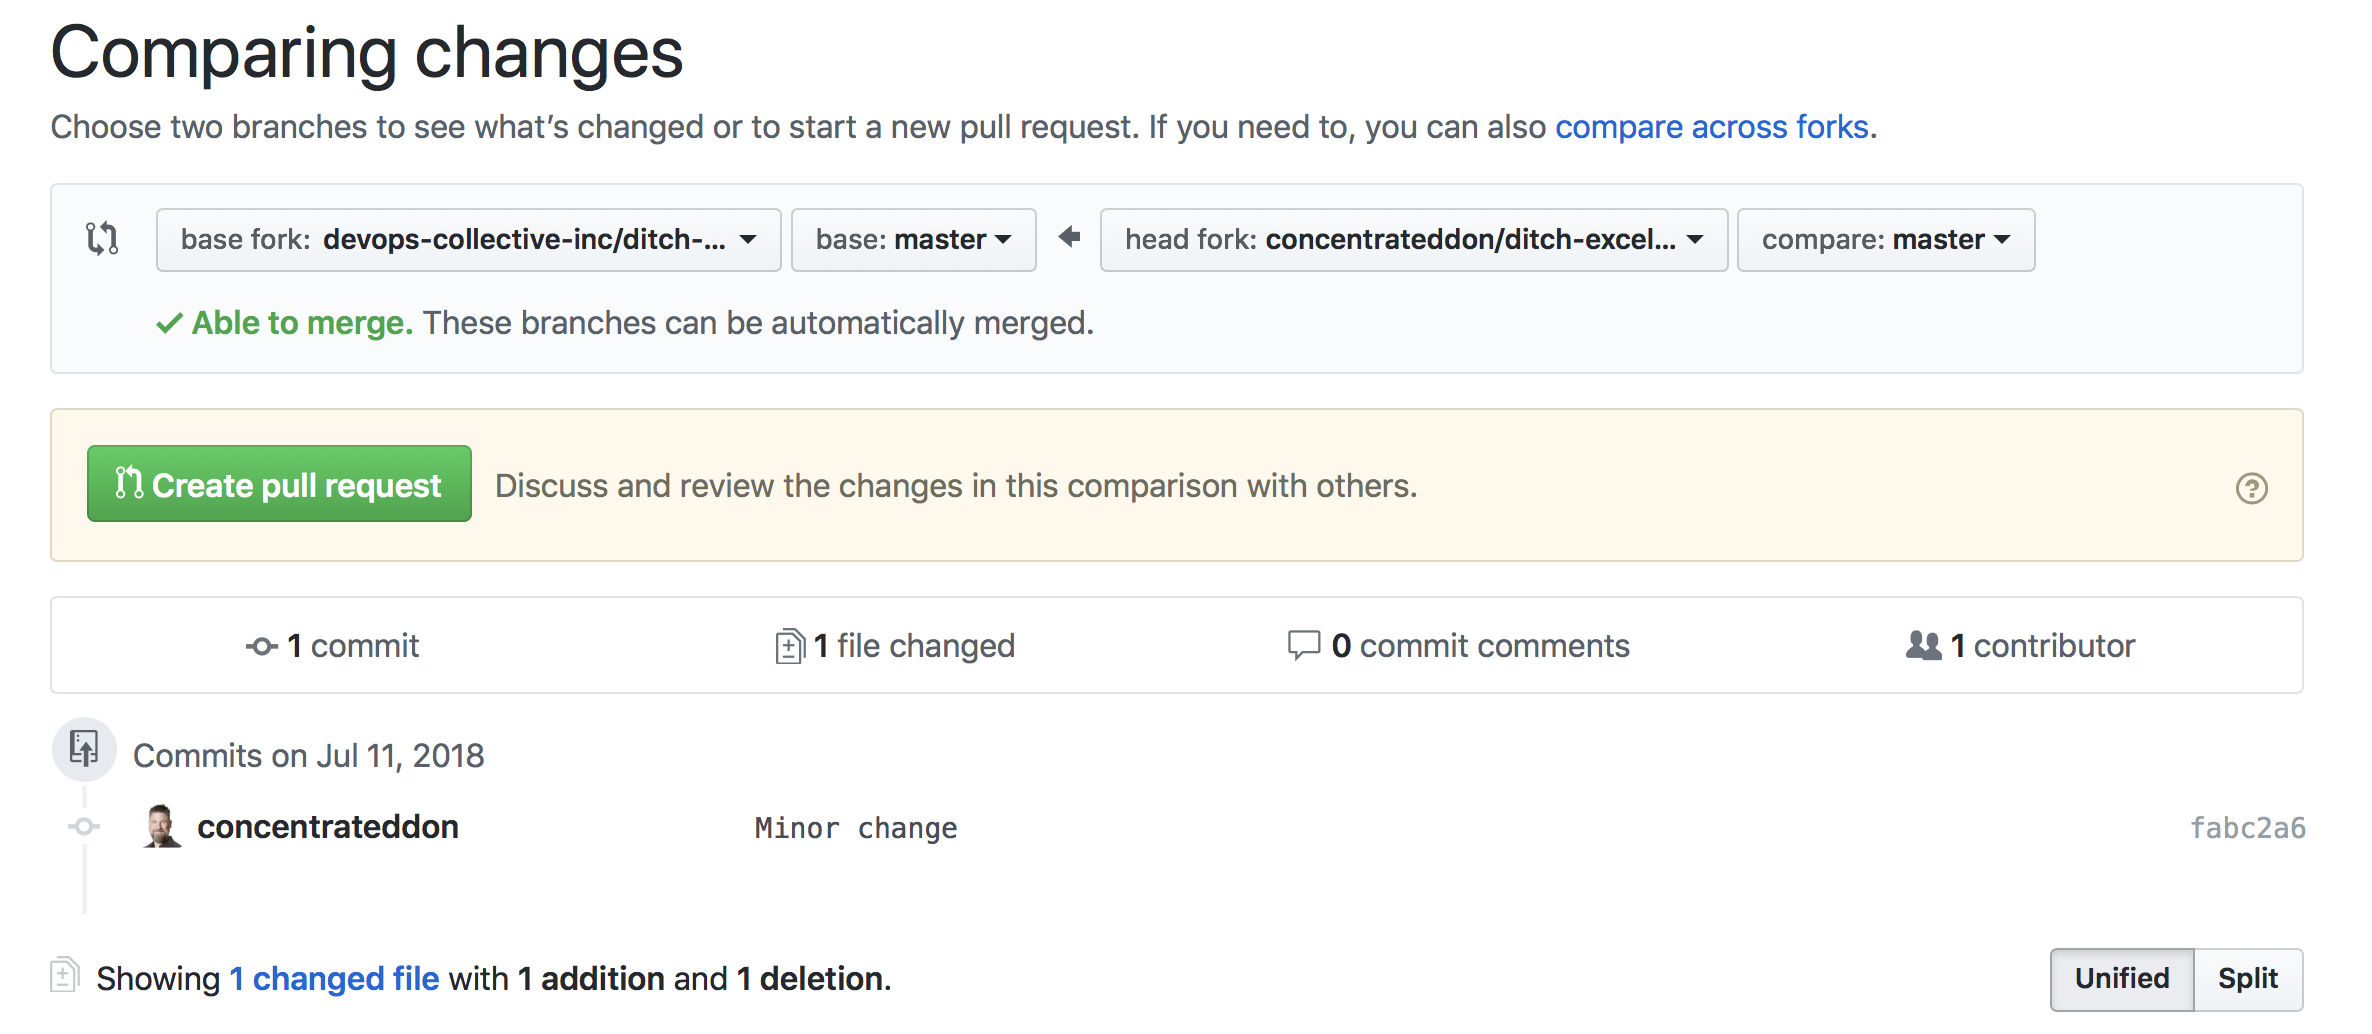 Comparing changes
Choose two branches to see what's changed or to start a new pull request. If you need to, you can also compare across forks.
base fork: devops-collective-inc/ditch-... base: master head fork: concentrateddon/ditch-excel... compare: master
Able to merge. These branches can be automatically merged.
Create pull request Discuss and review the changes in this comparison with others.
1 commit 1 file changed 0 commit comments 1 contributor
Commits on Jul 11, 2018
concentrateddon Minor change fabc2a6
Showing 1 changed file with 1 addition and 1 deletion. Unified Split